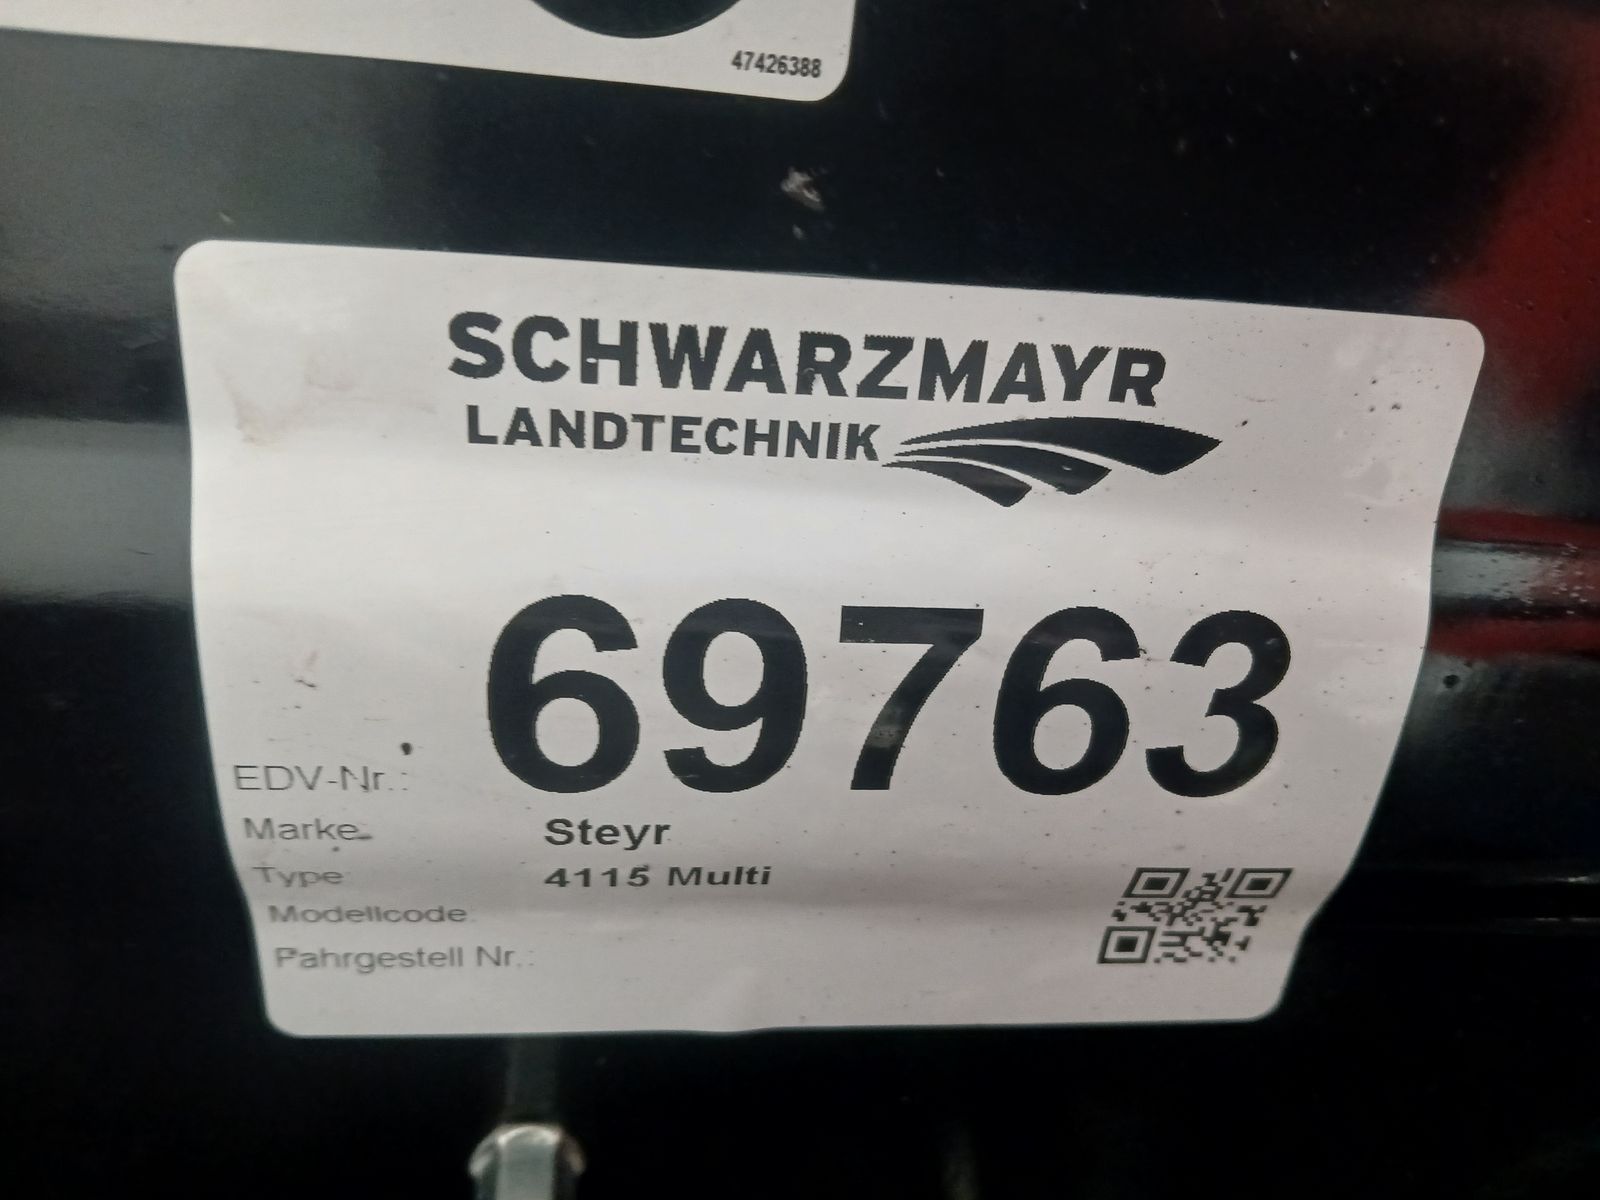 47426388
SCHWARZMAYR
LANDTECHNIK
69763
EDV-Nr.:
Marke: Steyr
Type: 4115 Multi
Modellcode:
Fahrgestell Nr.: